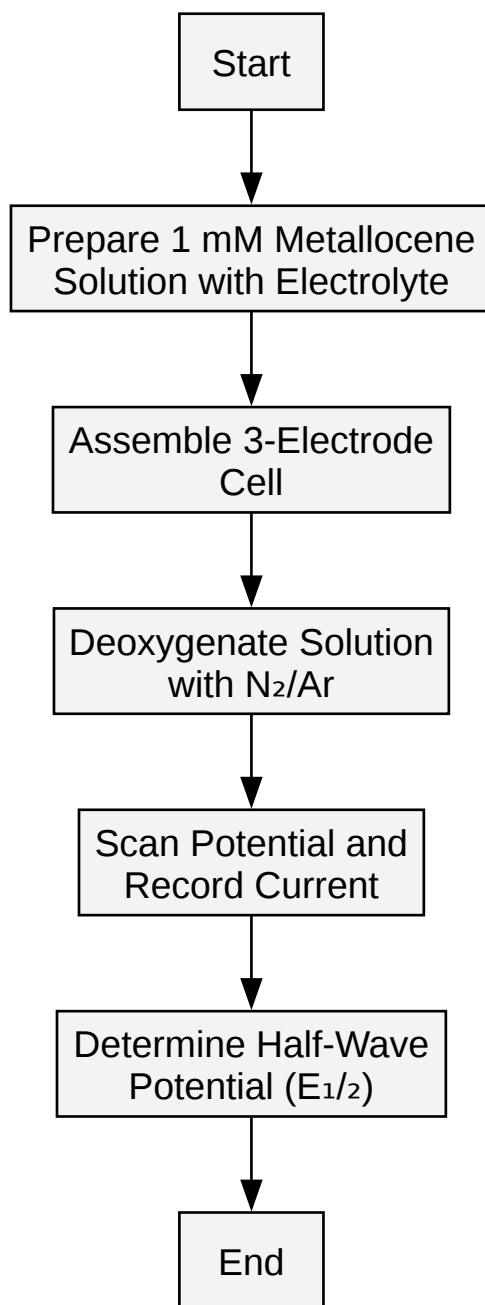 Start
Prepare 1 mM Metallocene
Solution with Electrolyte
Assemble 3-Electrode
Cell
Deoxygenate Solution
with N₂/Ar
Scan Potential and
Record Current
Determine Half-Wave
Potential (E₁/₂)
End